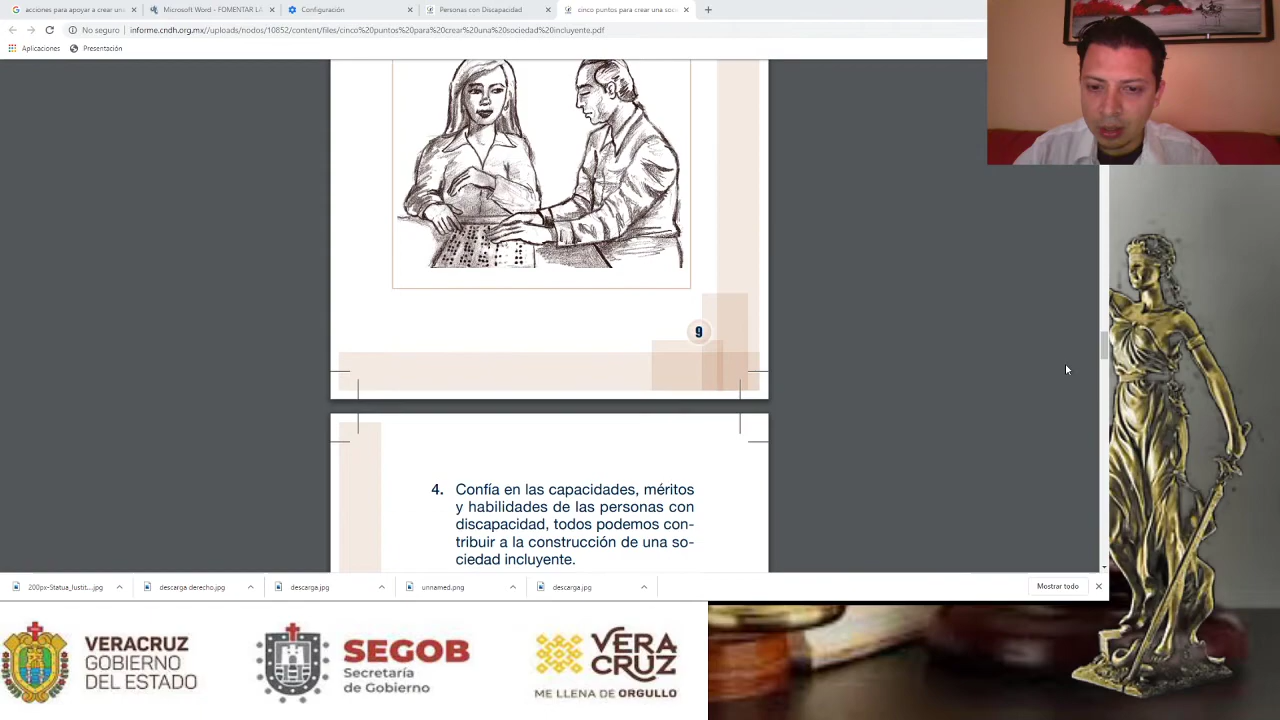 acciones para apoyar a crear una
Microsoft Word - FOMENTAR LA
Configuración
Personas con Discapacidad
cinco puntos para crear una soc
No seguro
informe.cndh.org.mx//uploads/nodos/10852/content/files/cinco%20puntos%20para%20crear%20una%20sociedad%20incluyente.pdf
Aplicaciones
Presentación
9
4. Confía en las capacidades, méritos
y habilidades de las personas con
discapacidad, todos podemos con-
tribuir a la construcción de una so-
ciedad incluyente.
200px-Statua_Iustit....jpg
descarga derecho.jpg
descarga.jpg
unnamed.png
descarga.jpg
Mostrar todo
VERACRUZ
GOBIERNO
DEL ESTADO
SEGOB
Secretaría
de Gobierno
VERA
CRUZ
ME LLENA DE ORGULLO